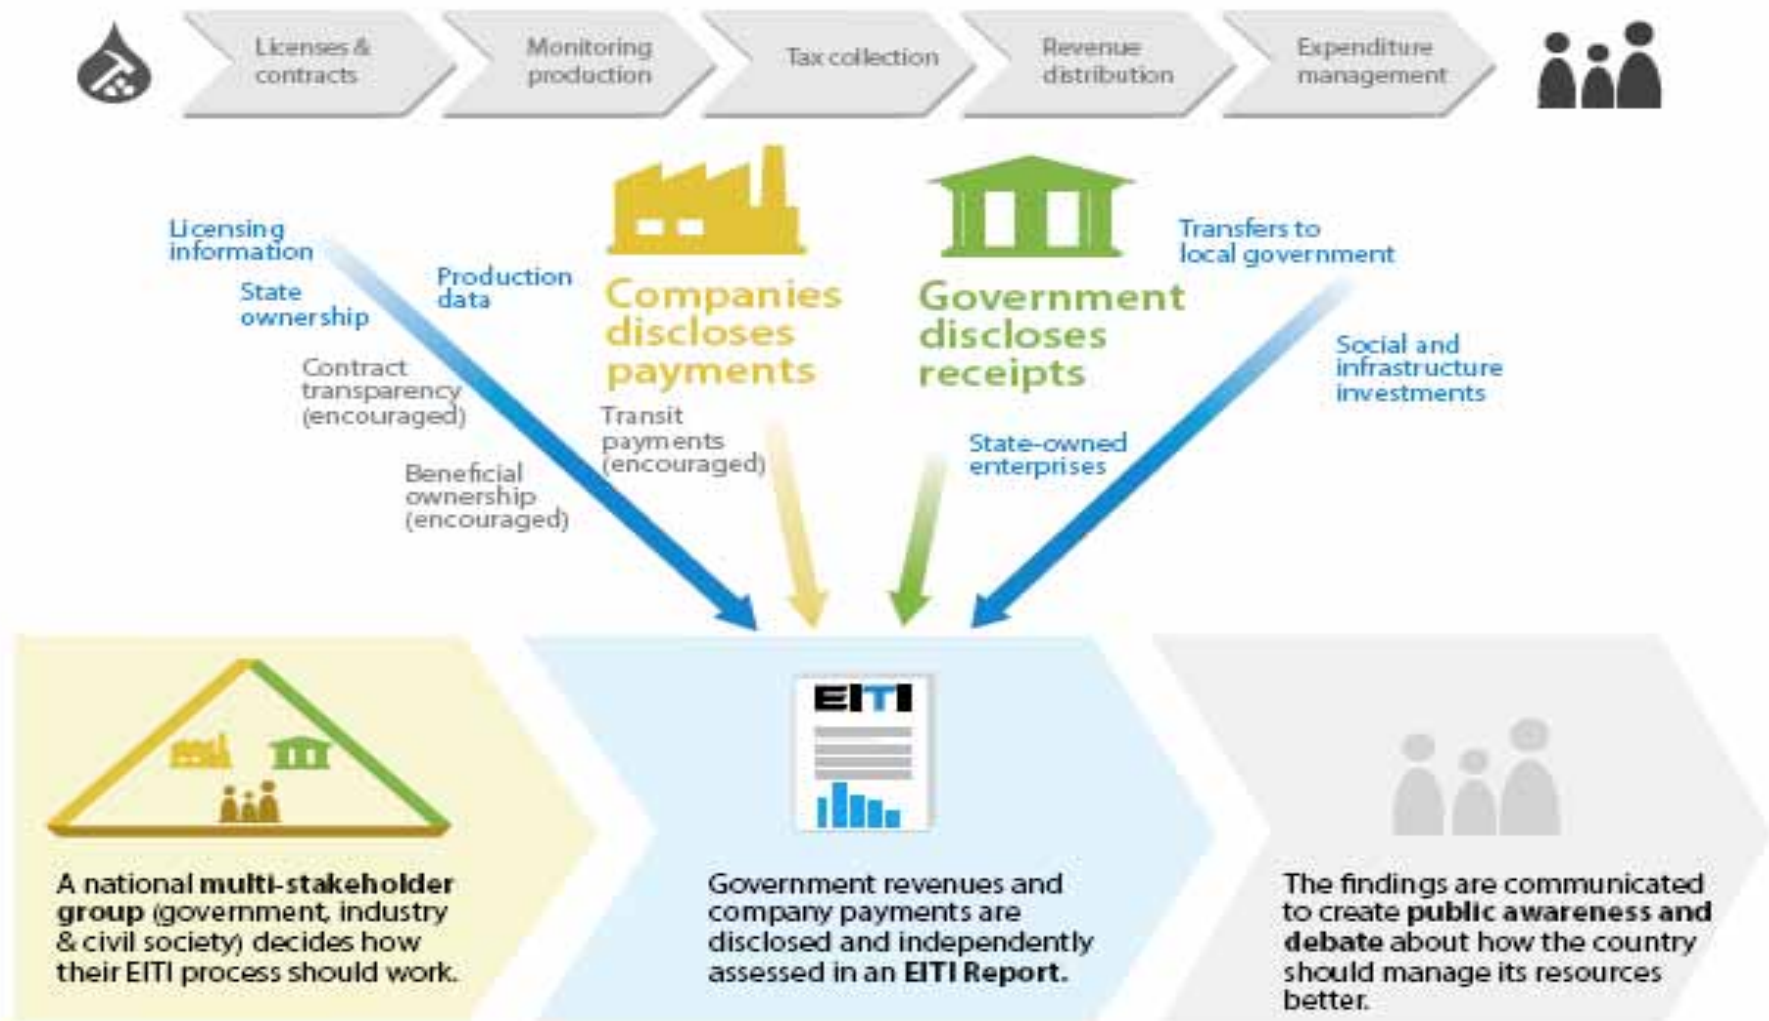 Licenses &
contracts
Monitoring
production
Tax collection
Revenue
distribution
Expenditure
management
Licensing
information
State
ownership
Production
data
Contract
transparency
(encouraged)
Beneficial
ownership
(encouraged)
Companies
discloses
payments
Transit
payments
(encouraged)
Government
discloses
receipts
State-owned
enterprises
Transfers to
local government
Social and
infrastructure
investments
A national multi-stakeholder
group (government, industry
& civil society) decides how
their EITI process should work.
EITI
Government revenues and
company payments are
disclosed and independently
assessed in an EITI Report.
The findings are communicated
to create public awareness and
debate about how the country
should manage its resources
better.